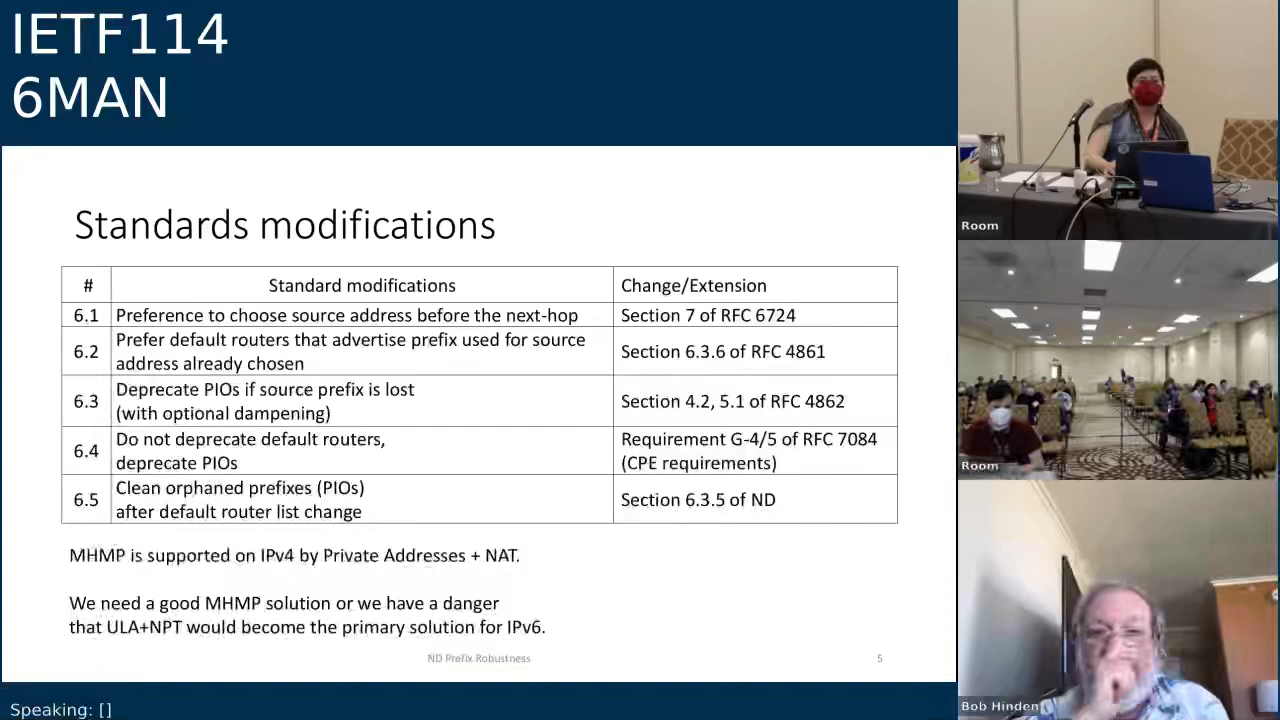 IETF114
6MAN
Standards modifications
# Standard modifications Change/Extension
6.1 Preference to choose source address before the next-hop Section 7 of RFC 6724
6.2 Prefer default routers that advertise prefix used for source
address already chosen Section 6.3.6 of RFC 4861
6.3 Deprecate PIOs if source prefix is lost
(with optional dampening) Section 4.2, 5.1 of RFC 4862
6.4 Do not deprecate default routers,
deprecate PIOs Requirement G-4/5 of RFC 7084
(CPE requirements)
6.5 Clean orphaned prefixes (PIOs)
after default router list change Section 6.3.5 of ND
MHMP is supported on IPv4 by Private Addresses + NAT.
We need a good MHMP solution or we have a danger
that ULA+NPT would become the primary solution for IPv6.
ND Prefix Robustness 5
Speaking: []
Room
Room
Bob Hinden